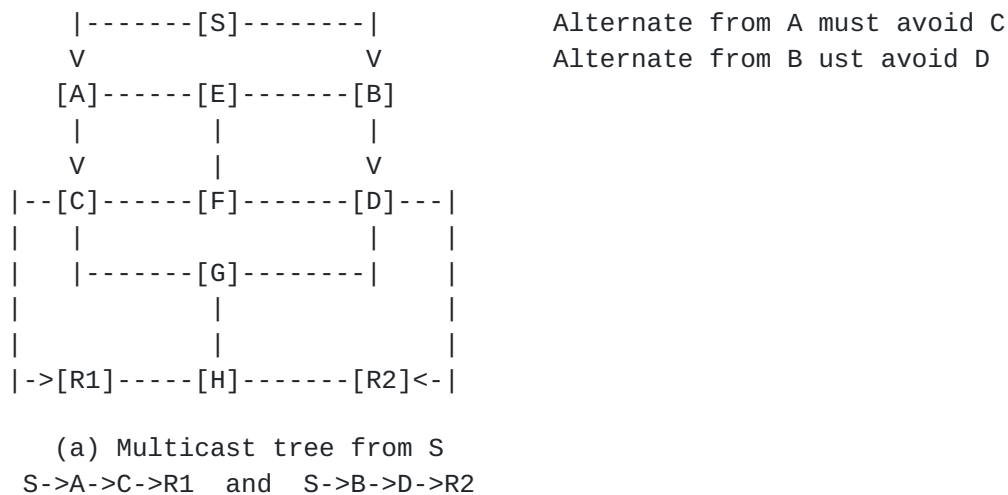 |-------[S]--------| Alternate from A must avoid C
V V Alternate from B ust avoid D
[A]------[E]-------[B]
| | |
V | V
|--[C]------[F]-------[D]---|
| | | |
| |-------[G]--------| |
| | |
| | |
|->[R1]-----[H]-------[R2]<-|
(a) Multicast tree from S
S->A->C->R1 and S->B->D->R2